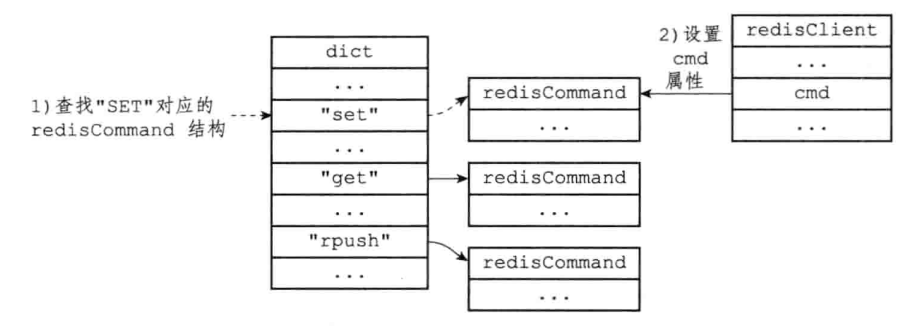 1)查找"SET"对应的
redisCommand 结构
dict
...
"set"
...
"get"
...
"rpush"
...
redisCommand
...
redisCommand
...
redisCommand
...
2)设置
cmd
属性
redisClient
...
cmd
...